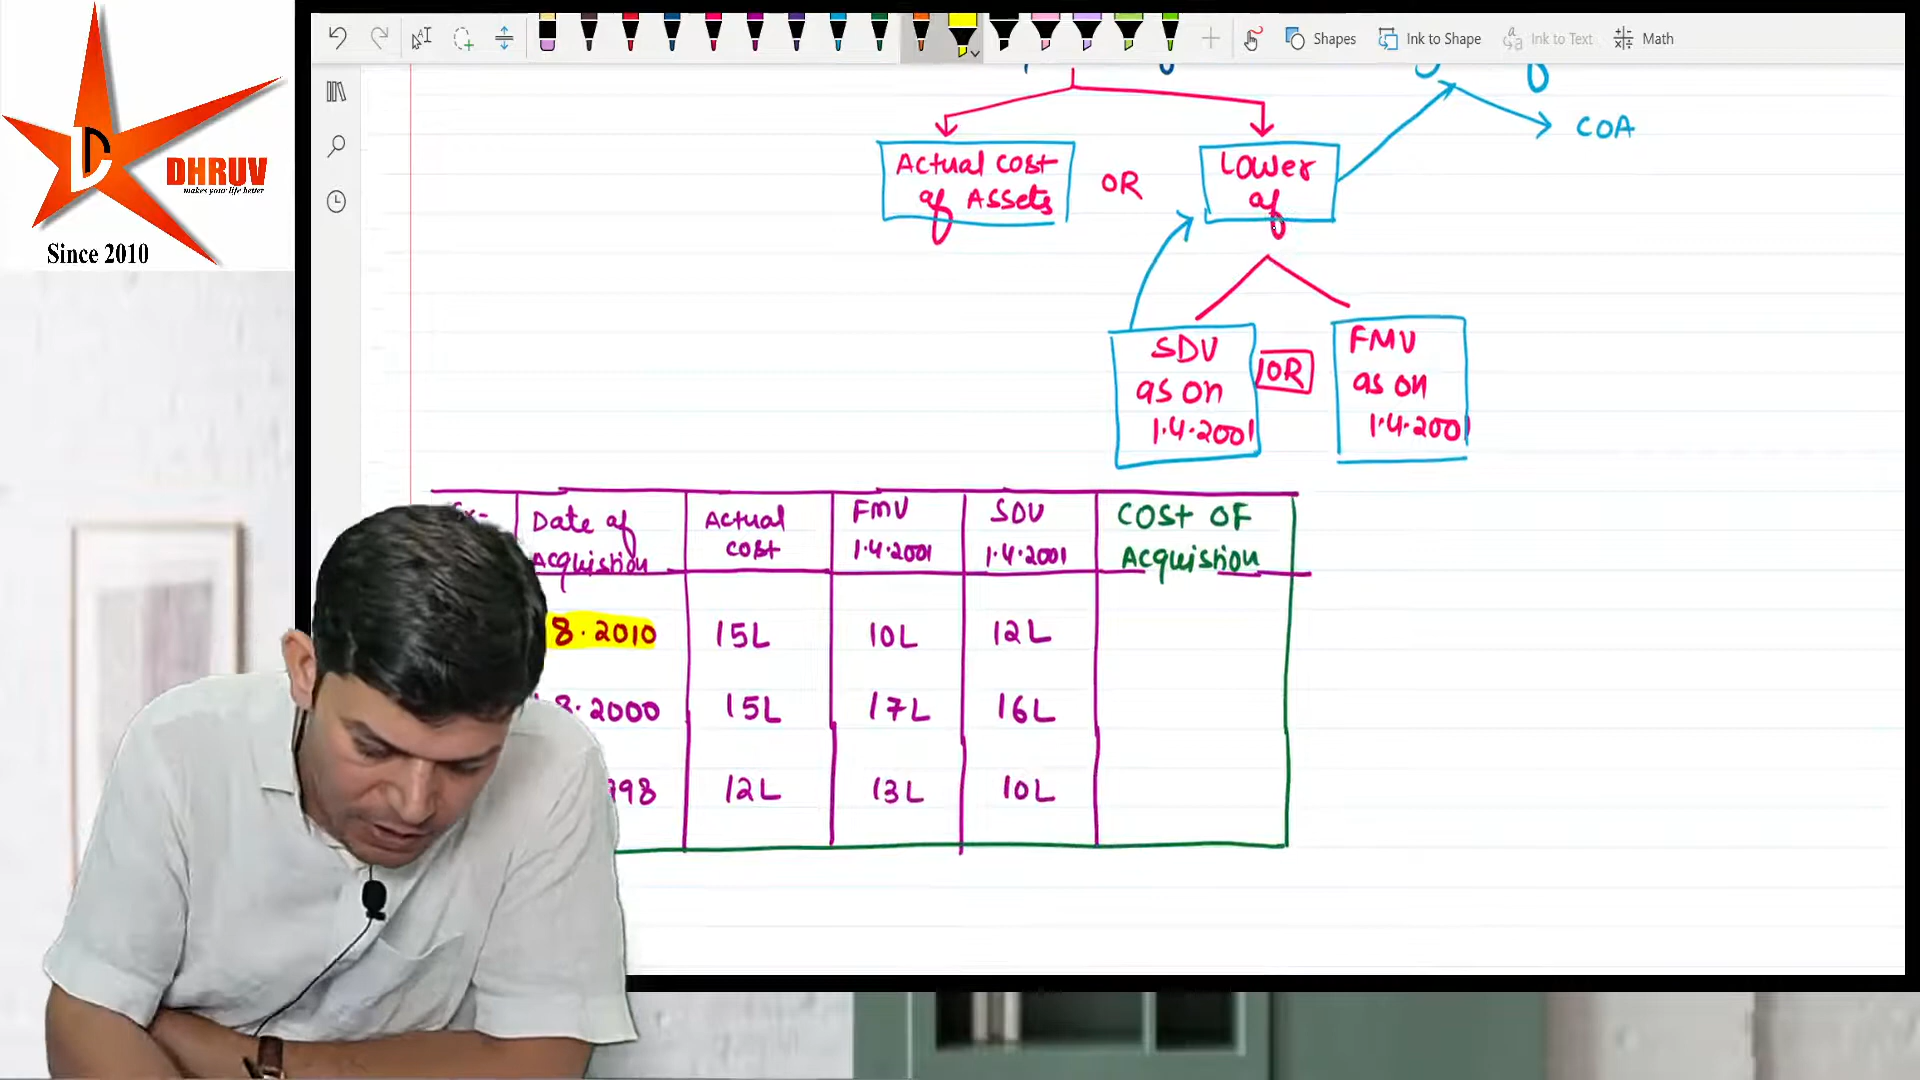 Shapes
Ink to Shape
Ink to Text
Math
DHRUV
makes your life better
Since 2010
COA
Actual Cost
of Assets
OR
Lower
of
SDV
as on
1.4.2001
OR
FMV
as on
1.4.2001
Date of
Acquistion
Actual
cost
FMV
1.4.2001
SDV
1.4.2001
COST OF
Acquistion
8.2010
15L
10L
12L
8.2000
15L
17L
16L
98
12L
13L
10L